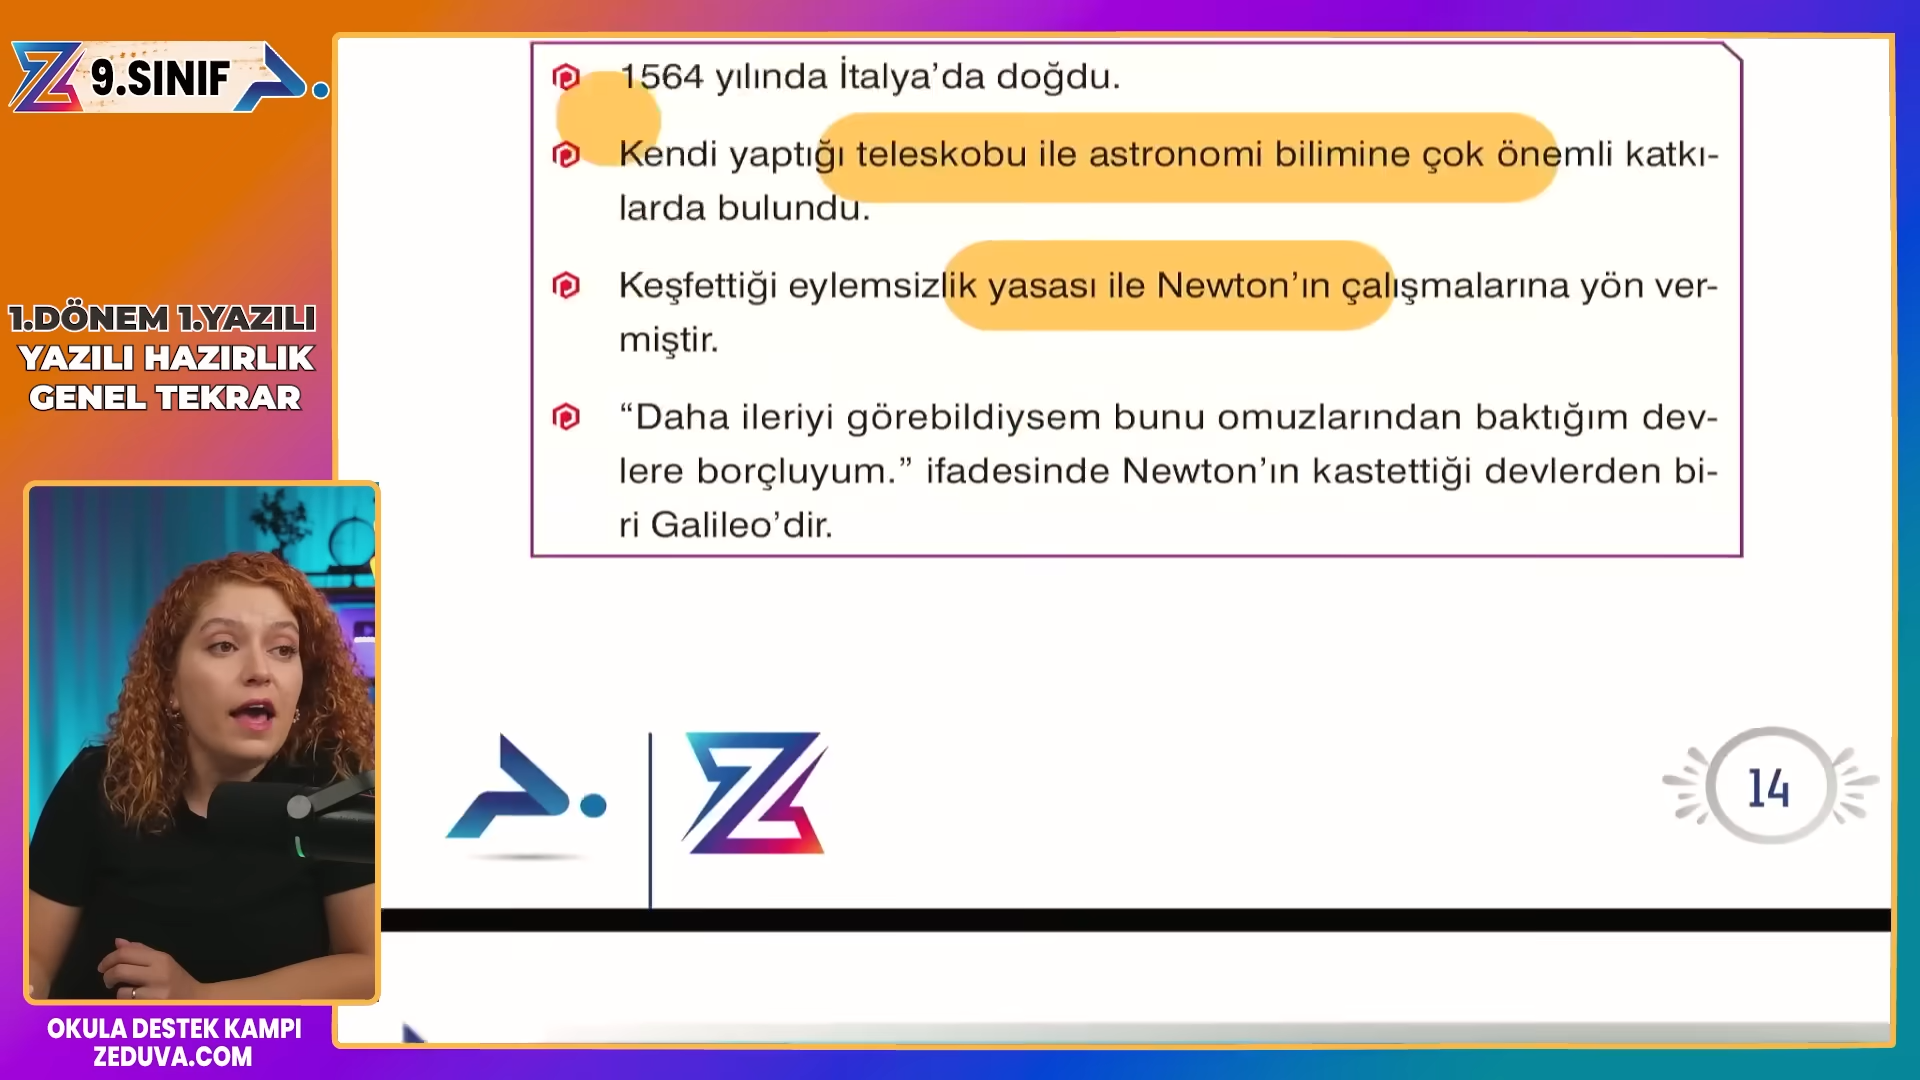 9.SINIF
1.DÖNEM 1.YAZILI
YAZILI HAZIRLIK
GENEL TEKRAR
1564 yılında İtalya’da doğdu.
Kendi yaptığı teleskobu ile astronomi bilimine çok önemli katkı-
larda bulundu.
Keşfettiği eylemsizlik yasası ile Newton’ın çalışmalarına yön ver-
miştir.
“Daha ileriyi görebildiysem bunu omuzlarından baktığım dev-
lere borçluyum.” ifadesinde Newton’ın kastettiği devlerden bi-
ri Galileo’dir.
14
OKULA DESTEK KAMPI
ZEDUVA.COM